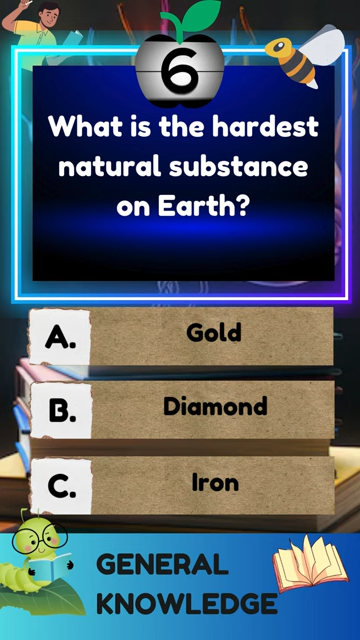 6
What is the hardest
natural substance
on Earth?
A. Gold
B. Diamond
C. Iron
GENERAL
KNOWLEDGE